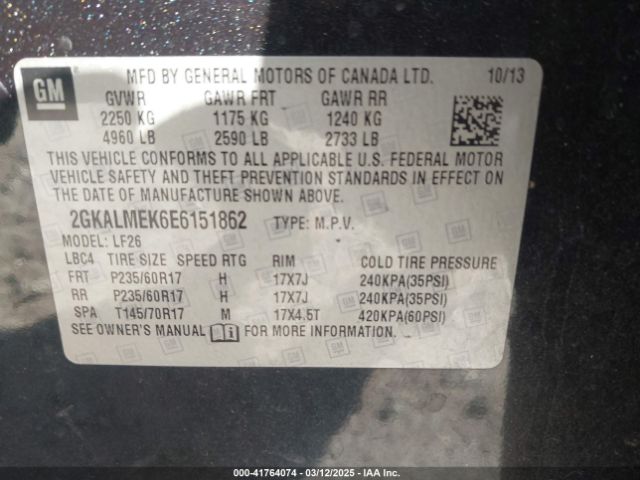 GM
MFD BY GENERAL MOTORS OF CANADA LTD. 10/13
GVWR GAWR FRT GAWR RR
2250 KG 1175 KG 1240 KG
4960 LB 2590 LB 2733 LB
THIS VEHICLE CONFORMS TO ALL APPLICABLE U.S. FEDERAL MOTOR
VEHICLE SAFETY AND THEFT PREVENTION STANDARDS IN EFFECT ON
THE DATE OF MANUFACTURE SHOWN ABOVE.
2GKALMEK6E6151862 TYPE: M.P.V.
MODEL: LF26
LBC4 TIRE SIZE SPEED RTG RIM COLD TIRE PRESSURE
FRT P235/60R17 H 17X7J 240KPA(35PSI)
RR P235/60R17 H 17X7J 240KPA(35PSI)
SPA T145/70R17 M 17X4.5T 420KPA(60PSI)
SEE OWNER'S MANUAL FOR MORE INFORMATION.
000-41764074 / 03/12/2025 - IAA Inc.